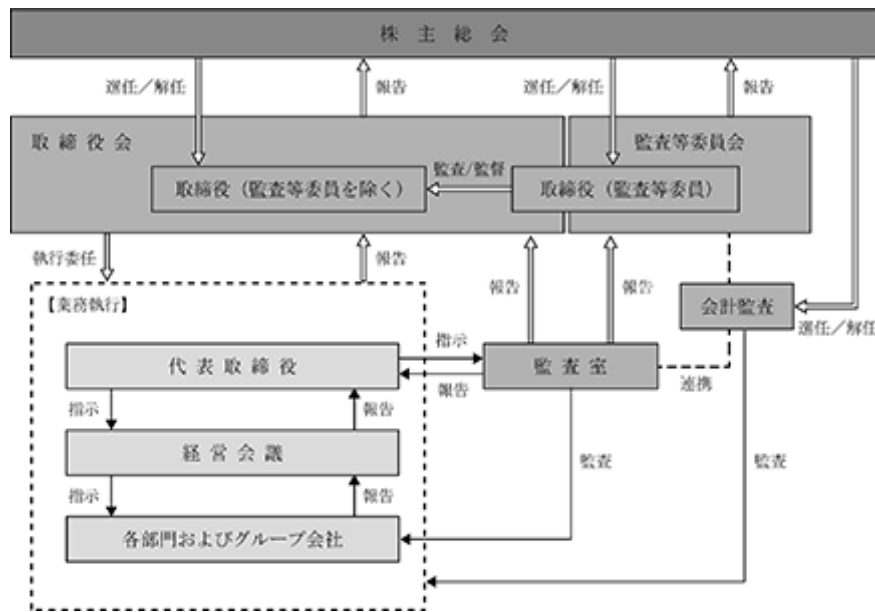 株主総会
選任/解任
報告
選任/解任
報告
取締役会
監査等委員会
取締役(監査等委員を除く)
監査/監督
取締役(監査等委員)
執行委任
報告
報告
報告
【業務執行】
会計監査
選任/解任
代表取締役
指示
報告
監査室
連携
指示
報告
経営会議
監査
監査
指示
報告
各部門およびグループ会社